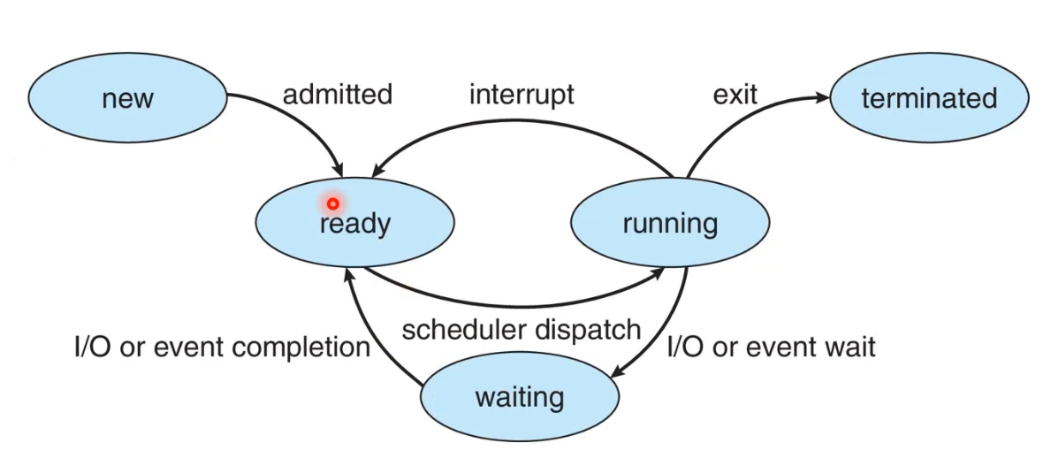 new
admitted
interrupt
exit
terminated
ready
running
scheduler dispatch
I/O or event completion
I/O or event wait
waiting